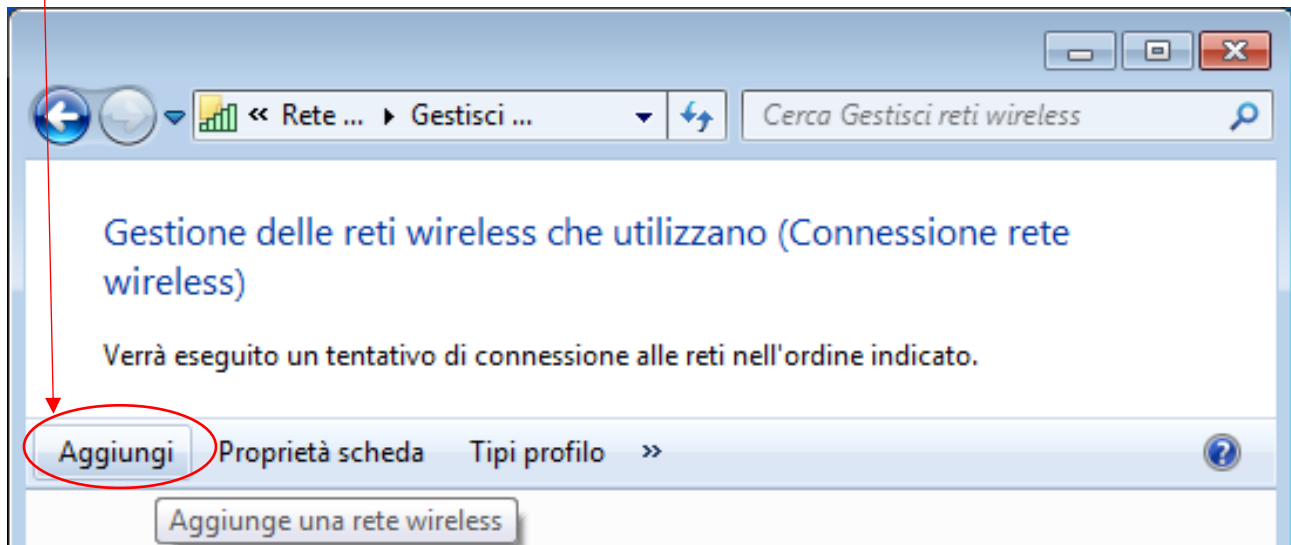 « Rete ... Gestisci ...
Cerca Gestisci reti wireless
Gestione delle reti wireless che utilizzano (Connessione rete
wireless)
Verrà eseguito un tentativo di connessione alle reti nell'ordine indicato.
Aggiungi Proprietà scheda Tipi profilo »
Aggiunge una rete wireless